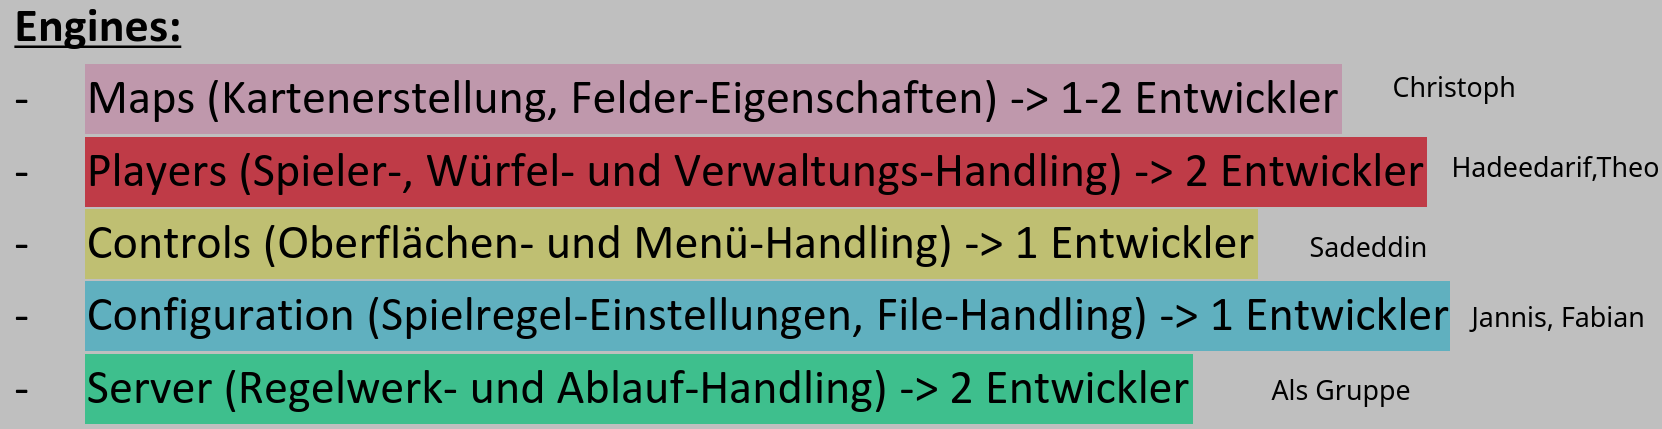 Engines:
- Maps (Kartenerstellung, Felder-Eigenschaften) -> 1-2 Entwickler Christoph
- Players (Spieler-, Würfel- und Verwaltungs-Handling) -> 2 Entwickler Hadeedarif,Theo
- Controls (Oberflächen- und Menü-Handling) -> 1 Entwickler Sadeddin
- Configuration (Spielregel-Einstellungen, File-Handling) -> 1 Entwickler Jannis, Fabian
- Server (Regelwerk- und Ablauf-Handling) -> 2 Entwickler Als Gruppe